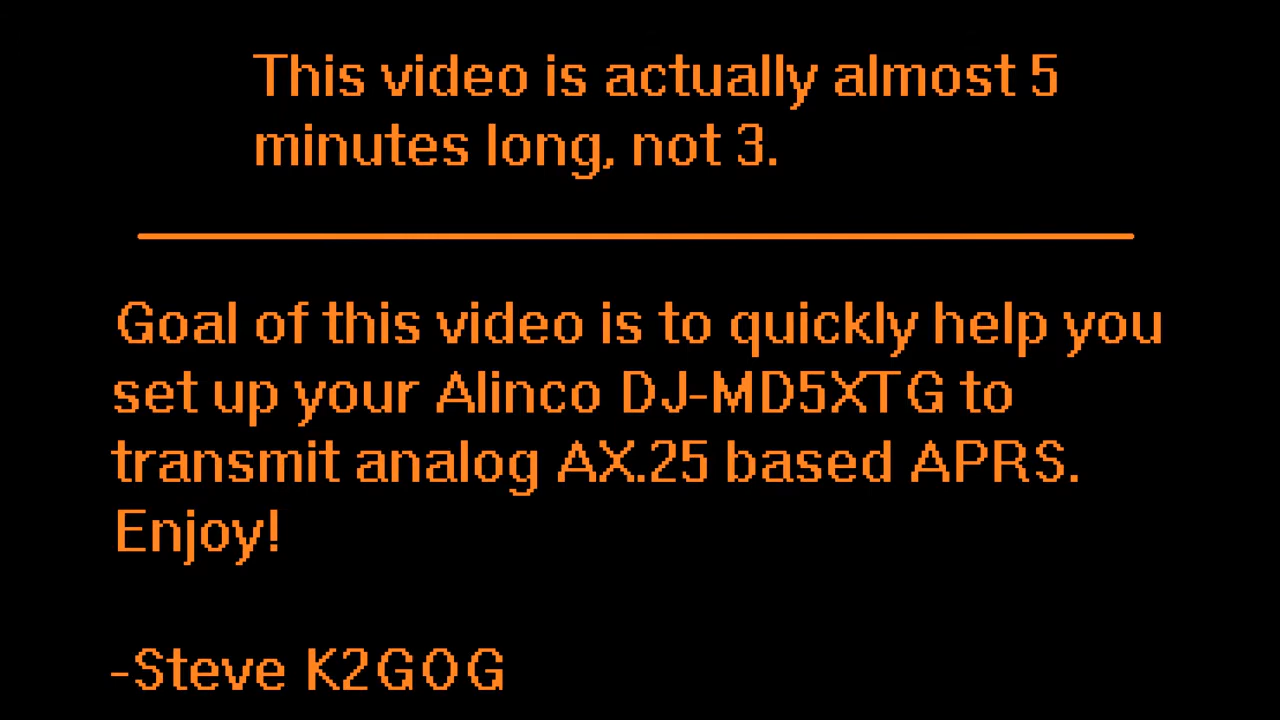 This video is actually almost 5
minutes long, not 3.
Goal of this video is to quickly help you
set up your Alinco DJ-MD5XTG to
transmit analog AX.25 based APRS.
Enjoy!
-Steve K2GOG